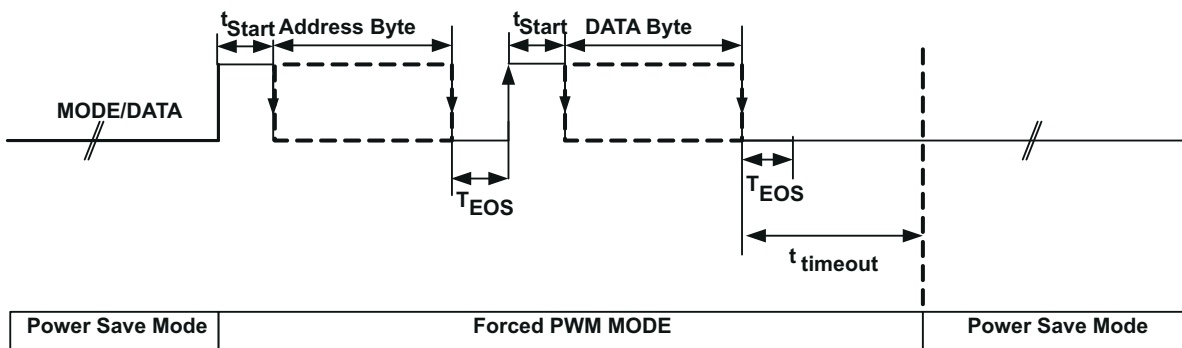 tStart Address Byte
tStart DATA Byte
MODE/DATA
TEOS
TEOS
t timeout
Power Save Mode
Forced PWM MODE
Power Save Mode